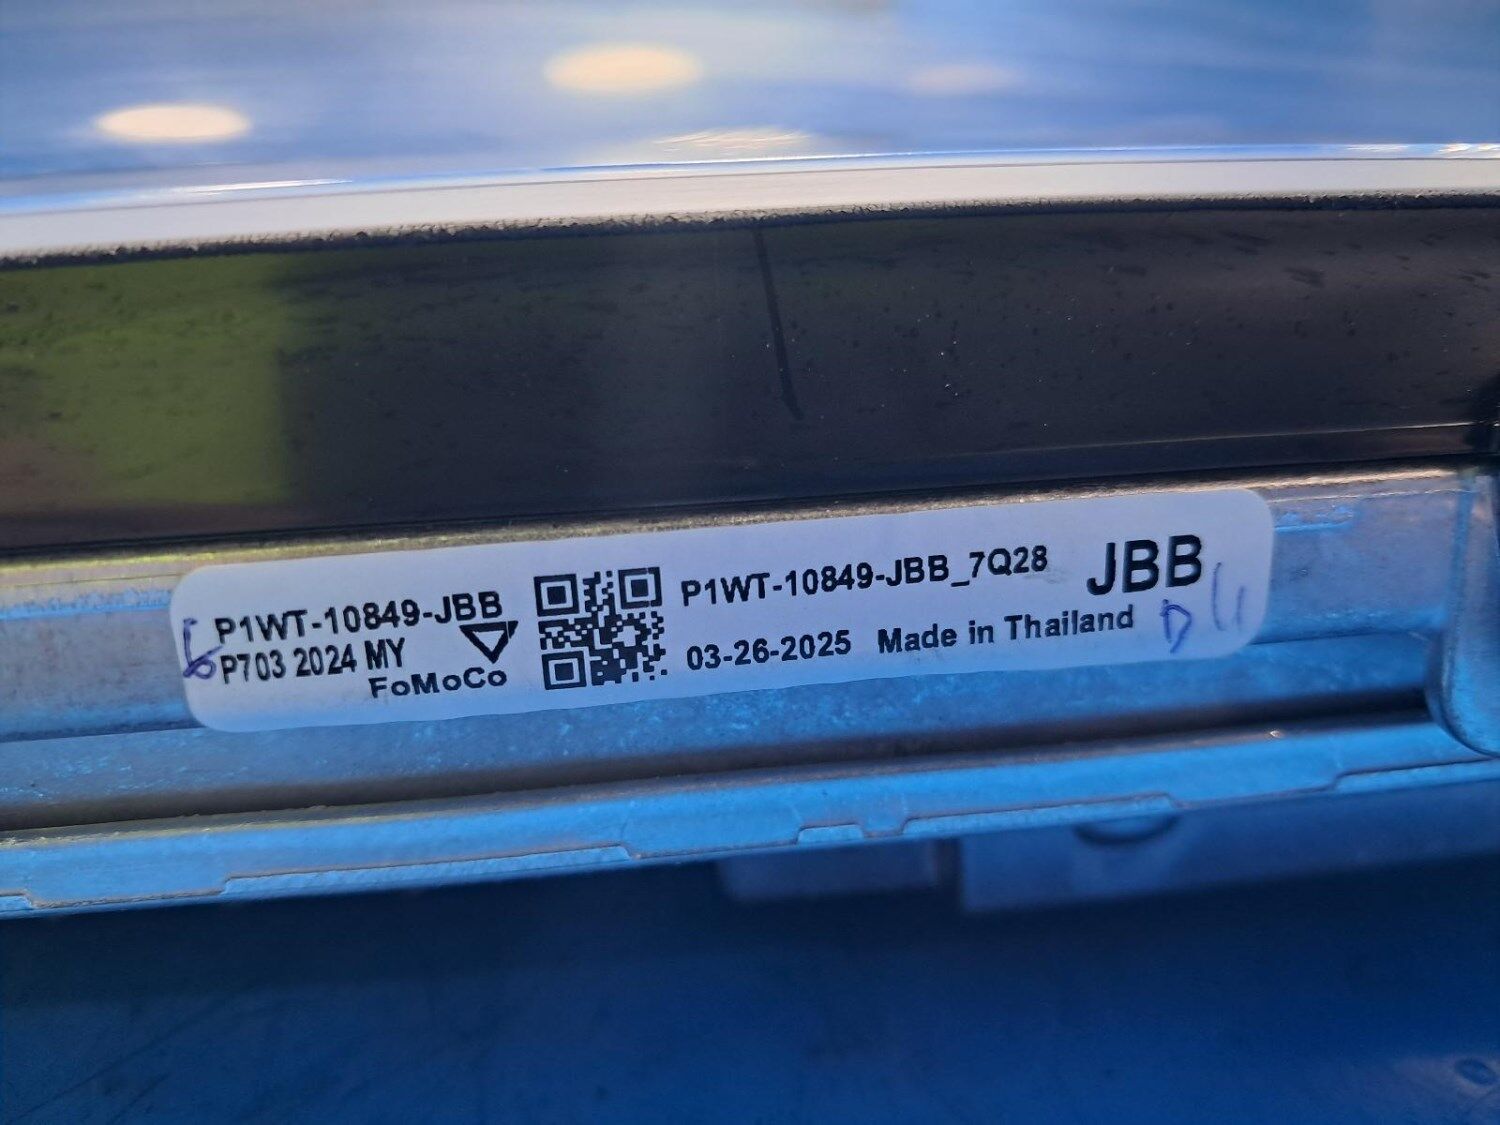 P1WT-10849-JBB
P703 2024 MY
FoMoCo
P1WT-10849-JBB_7Q28
03-26-2025 Made in Thailand
JBB